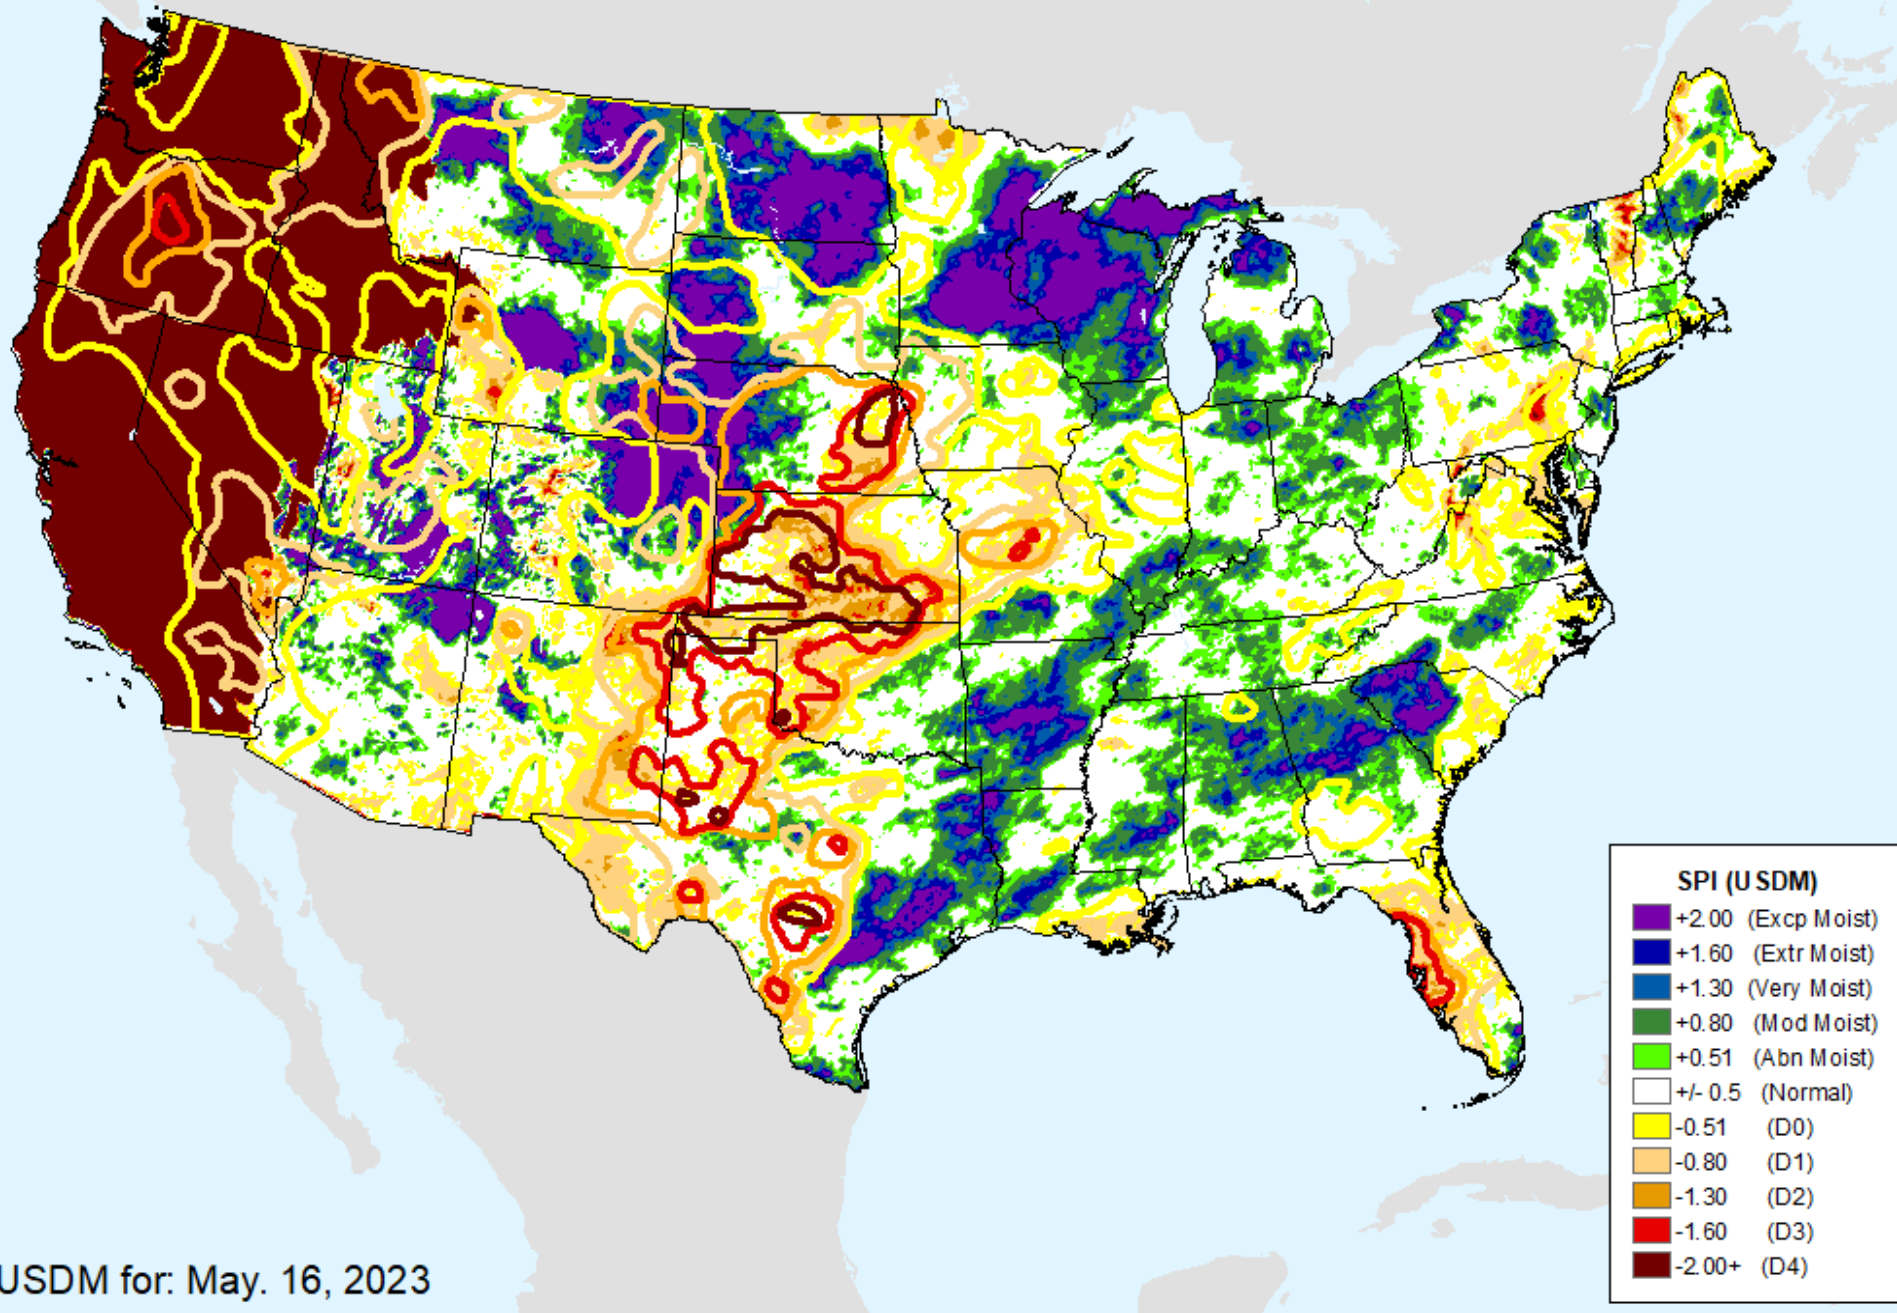 SPI (USDM)
+2.00 (Excp Moist)
+1.60 (Extr Moist)
+1.30 (Very Moist)
+0.80 (Mod Moist)
+0.51 (Abn Moist)
+/- 0.5 (Normal)
-0.51 (D0)
-0.80 (D1)
-1.30 (D2)
-1.60 (D3)
-2.00+ (D4)
USDM for: May. 16, 2023